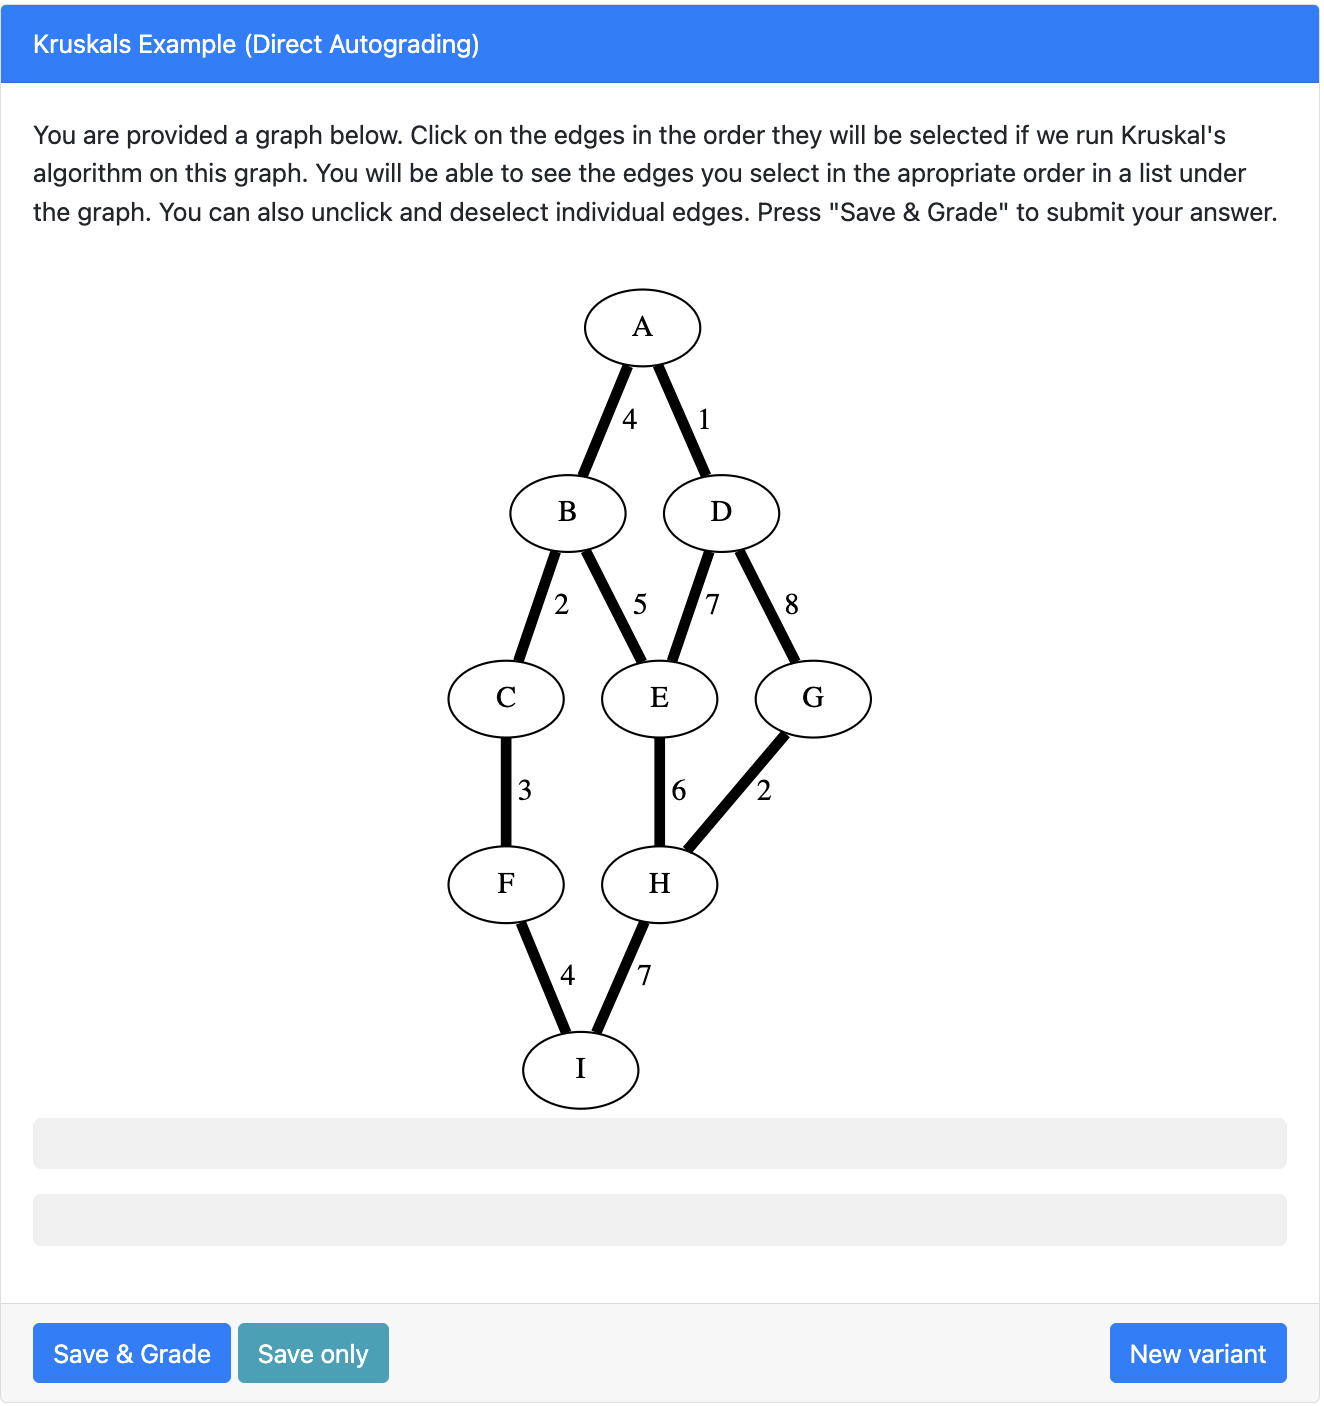 Kruskals Example (Direct Autograding)
You are provided a graph below. Click on the edges in the order they will be selected if we run Kruskal's
algorithm on this graph. You will be able to see the edges you select in the apropriate order in a list under
the graph. You can also unclick and deselect individual edges. Press "Save & Grade" to submit your answer.
A
4 1
B D
2 5 7 8
C E G
3 6 2
F H
4 7
I
Save & Grade Save only New variant